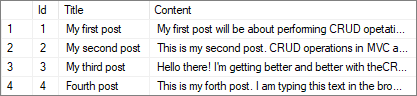 Id Title Content
1 1 My first post My first post will be about performing CRUD opetati...
2 2 My second post This is my second post. CRUD operations in MVC a...
3 3 My third post Hello there! I'm getting better and better with theCR...
4 4 Fourth post This is my forth post. I am typing this text in the bro...